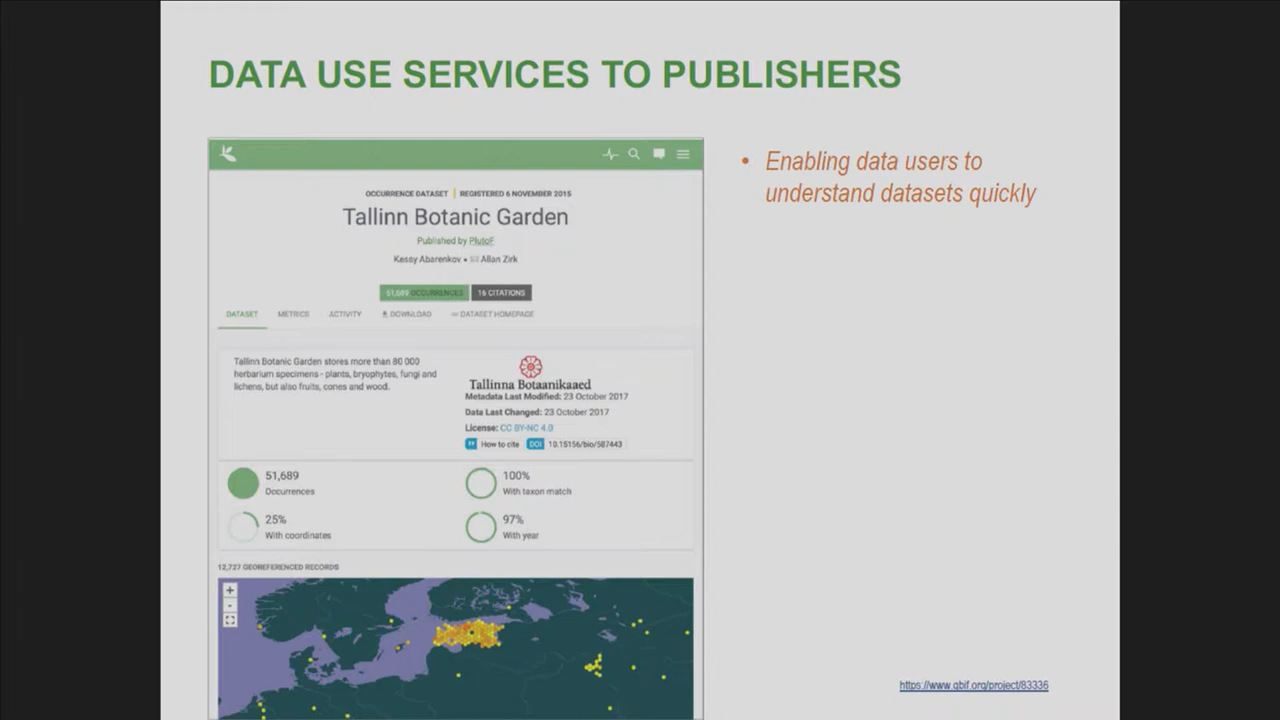 DATA USE SERVICES TO PUBLISHERS
OCCURRENCE DATASET | REGISTERED 6 NOVEMBER 2015
Tallinn Botanic Garden
Published by PlutoF
Kessy Abarenkov • Allan Zirk
51,689 OCCURRENCES 16 CITATIONS
DATASET METRICS ACTIVITY DOWNLOAD DATASET HOMEPAGE
Tallinn Botanic Garden stores more than 80 000
herbarium specimens - plants, bryophytes, fungi and
lichens, but also fruits, cones and wood.
Tallinna Botaanikaaed
Metadata Last Modified: 23 October 2017
Data Last Changed: 23 October 2017
License: CC BY-NC 4.0
How to cite DOI 10.15156/bio/587443
51,689
Occurrences
100%
With taxon match
25%
With coordinates
97%
With year
12,727 GEOREFERENCED RECORDS
+
-
• Enabling data users to
understand datasets quickly
https://www.gbif.org/project/83336